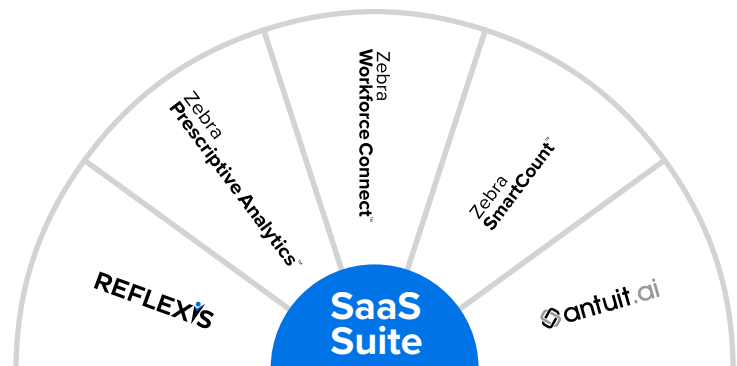 REFLEXIS
Zebra
Prescriptive Analytics™
Zebra
Workforce Connect™
Zebra
SmartCount™
antuit.ai
SaaS
Suite